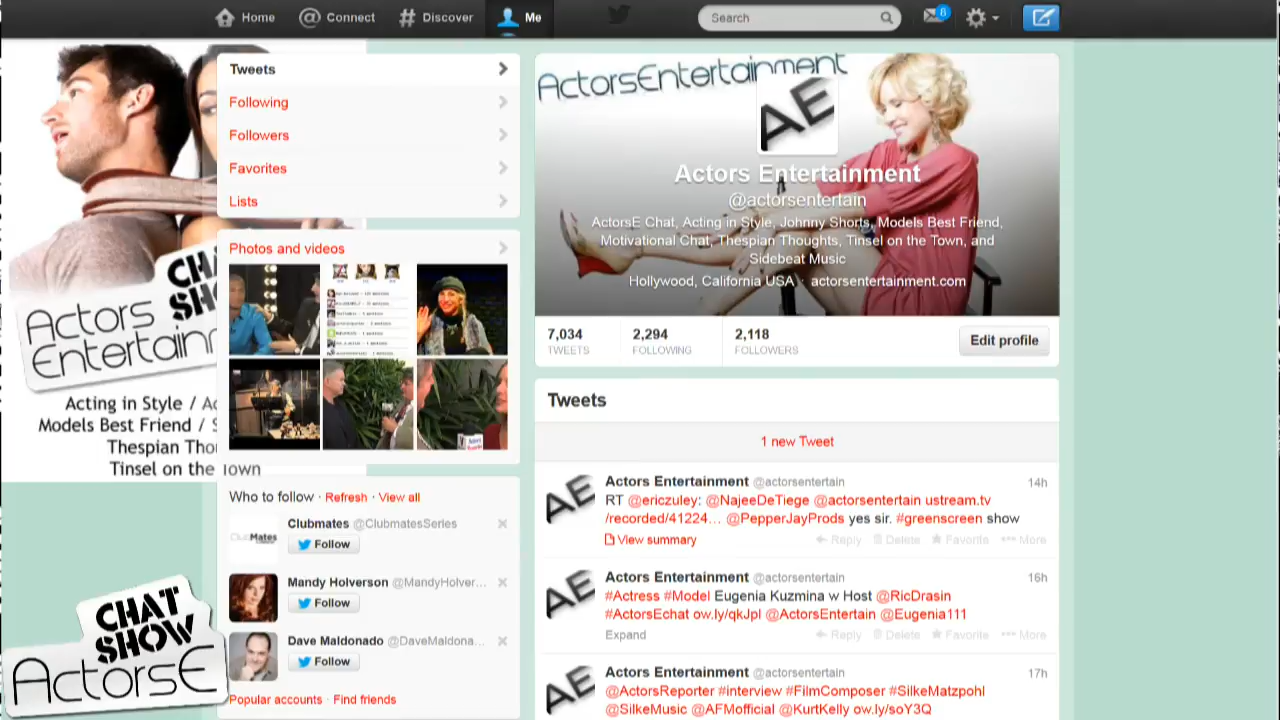 Home
Connect
Discover
Me
Search
8
Tweets
Following
Followers
Favorites
Lists
Photos and videos
CHAT
SHOW
Actors
Entertainm
Acting in Style / Ac
Models Best Friend / S
Thespian Thou
Tinsel on the Town
Who to follow · Refresh · View all
Clubmates @ClubmatesSeries
Follow
Mandy Holverson @MandyHolver...
Follow
Dave Maldonado @DaveMaldona...
Follow
Popular accounts · Find friends
CHAT
SHOW
ActorsE
ActorsEntertainment
AE
Actors Entertainment
@actorsentertain
ActorsE Chat, Acting in Style, Johnny Shorts, Models Best Friend,
Motivational Chat, Thespian Thoughts, Tinsel on the Town, and
Sidebeat Music
Hollywood, California USA · actorsentertainment.com
7,034
TWEETS
2,294
FOLLOWING
2,118
FOLLOWERS
Edit profile
Tweets
1 new Tweet
AE
Actors Entertainment @actorsentertain 14h
RT @ericzuley: @NajeeDeTiege @actorsentertain ustream.tv
/recorded/41224... @PepperJayProds yes sir. #greenscreen show
View summary
Reply Delete Favorite More
AE
Actors Entertainment @actorsentertain 16h
#Actress #Model Eugenia Kuzmina w Host @RicDrasin
#ActorsEchat ow.ly/qkJpl @ActorsEntertain @Eugenia111
Expand
Reply Delete Favorite More
AE
Actors Entertainment @actorsentertain 17h
@ActorsReporter #interview #FilmComposer #SilkeMatzpohl
@SilkeMusic @AFMofficial @KurtKelly ow.ly/soY3Q